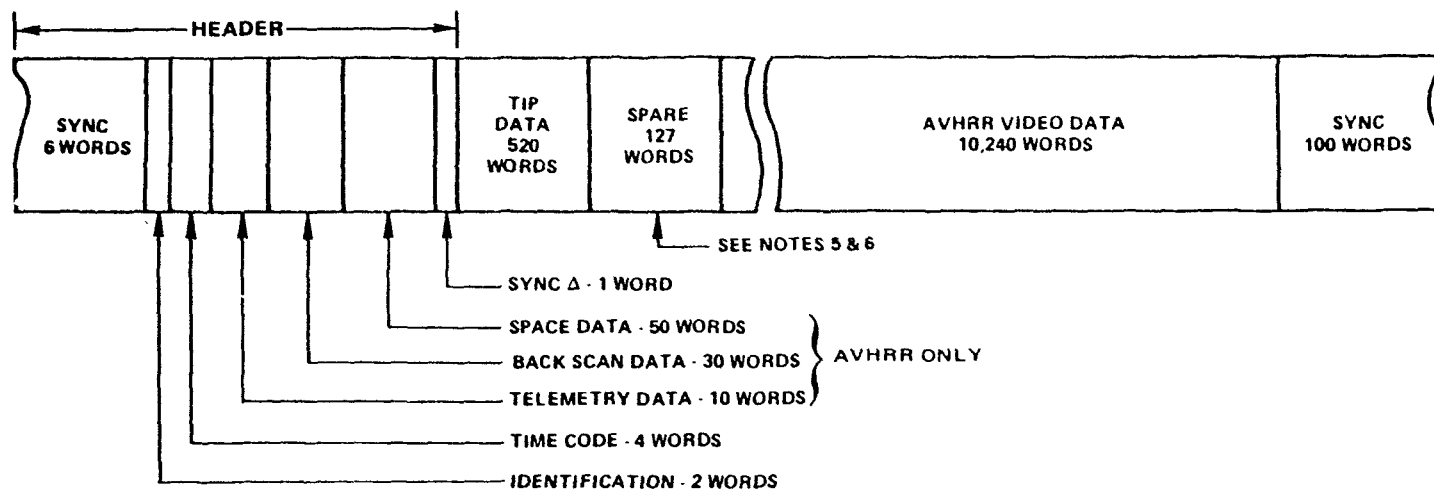 HEADER
SYNC
6 WORDS
TIP
DATA
520
WORDS
SPARE
127
WORDS
AVHRR VIDEO DATA
10,240 WORDS
SYNC
100 WORDS
SEE NOTES 5 & 6
SYNC Δ - 1 WORD
SPACE DATA - 50 WORDS
BACK SCAN DATA - 30 WORDS
AVHRR ONLY
TELEMETRY DATA - 10 WORDS
TIME CODE - 4 WORDS
IDENTIFICATION - 2 WORDS